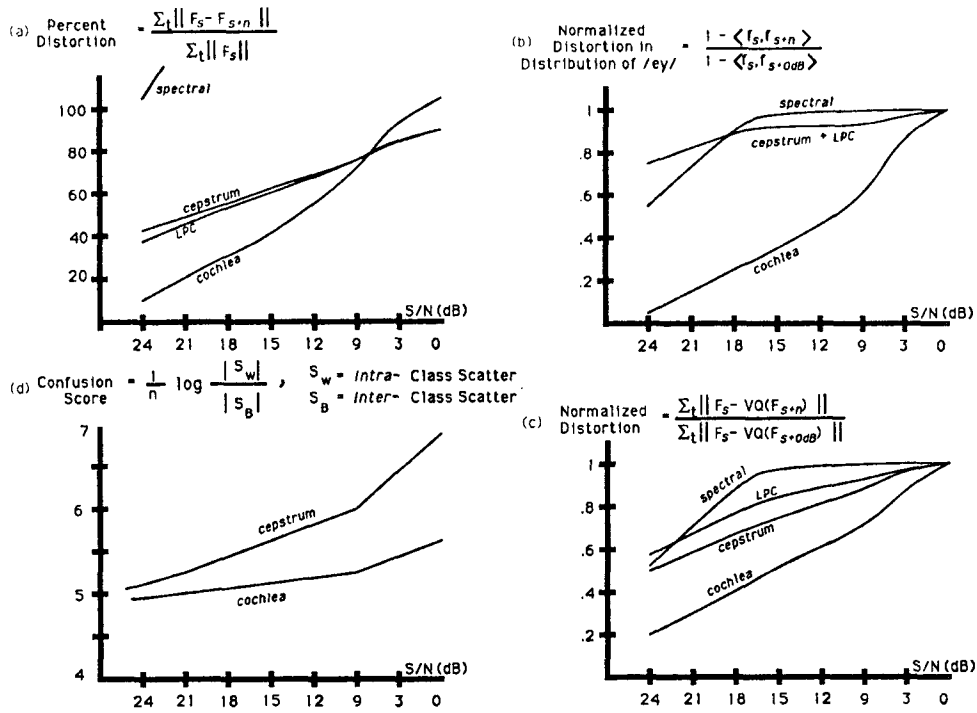 (a) Percent Distortion = Σt|| Fs - Fs+n || / Σt|| Fs ||
spectral
100
80
60
40
20
cepstrum
LPC
cochlea
S/N (dB)
24 21 18 15 12 9 3 0
(b) Normalized Distortion in Distribution of /ey/ = 1 - ⟨fs, fs+n⟩ / 1 - ⟨fs, fs+0dB⟩
1
.8
.6
.4
.2
spectral
cepstrum + LPC
cochlea
S/N (dB)
24 21 18 15 12 9 3 0
(d) Confusion Score = 1/n log |Sw| / |SB| , Sw = Intra- Class Scatter
SB = Inter- Class Scatter
7
6
5
4
cepstrum
cochlea
S/N (dB)
24 21 18 15 12 9 3 0
(c) Normalized Distortion = Σt|| Fs - VQ(Fs+n) || / Σt|| Fs - VQ(Fs+0dB) ||
1
.8
.6
.4
.2
spectral
LPC
cepstrum
cochlea
S/N (dB)
24 21 18 15 12 9 3 0